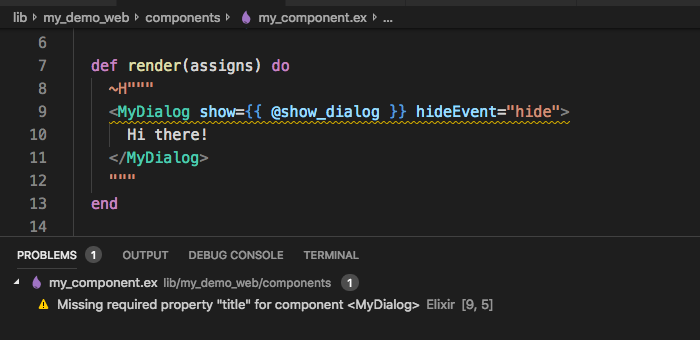 lib › my_demo_web › components › my_component.ex › ...
6
7 def render(assigns) do
8 ~H"""
9 <MyDialog show={{ @show_dialog }} hideEvent="hide">
10 Hi there!
11 </MyDialog>
12 """
13 end
14
PROBLEMS 1 OUTPUT DEBUG CONSOLE TERMINAL
my_component.ex lib/my_demo_web/components 1
Missing required property "title" for component <MyDialog> Elixir [9, 5]